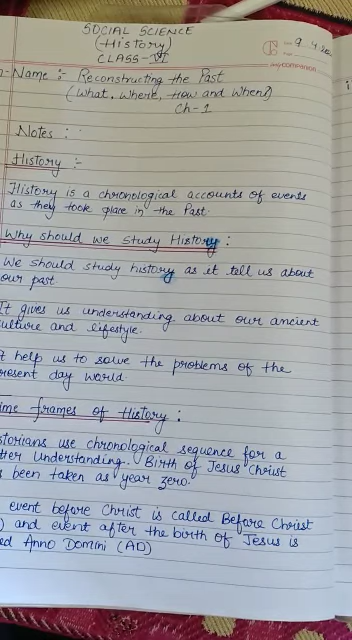 SOCIAL SCIENCE
(History)
CLASS-VI
9
-Name :- Reconstructing the Past
(What, Where, How and When?)
Ch-1
Notes :
History :-
History is a chronological accounts of events
as they took place in the Past.
Why should we study History :
We should study history as it tell us about
our past.
It gives us understanding about our ancient
culture and lifestyle.
help us to solve the problems of the
present day world
ime frames of History :
storians use chronological sequence for a
tter Understanding. Birth of Jesus Christ
s been taken as year zero.
event before Christ is called Before Christ
) and event after the birth of Jesus is
ed Anno Domini (AD)